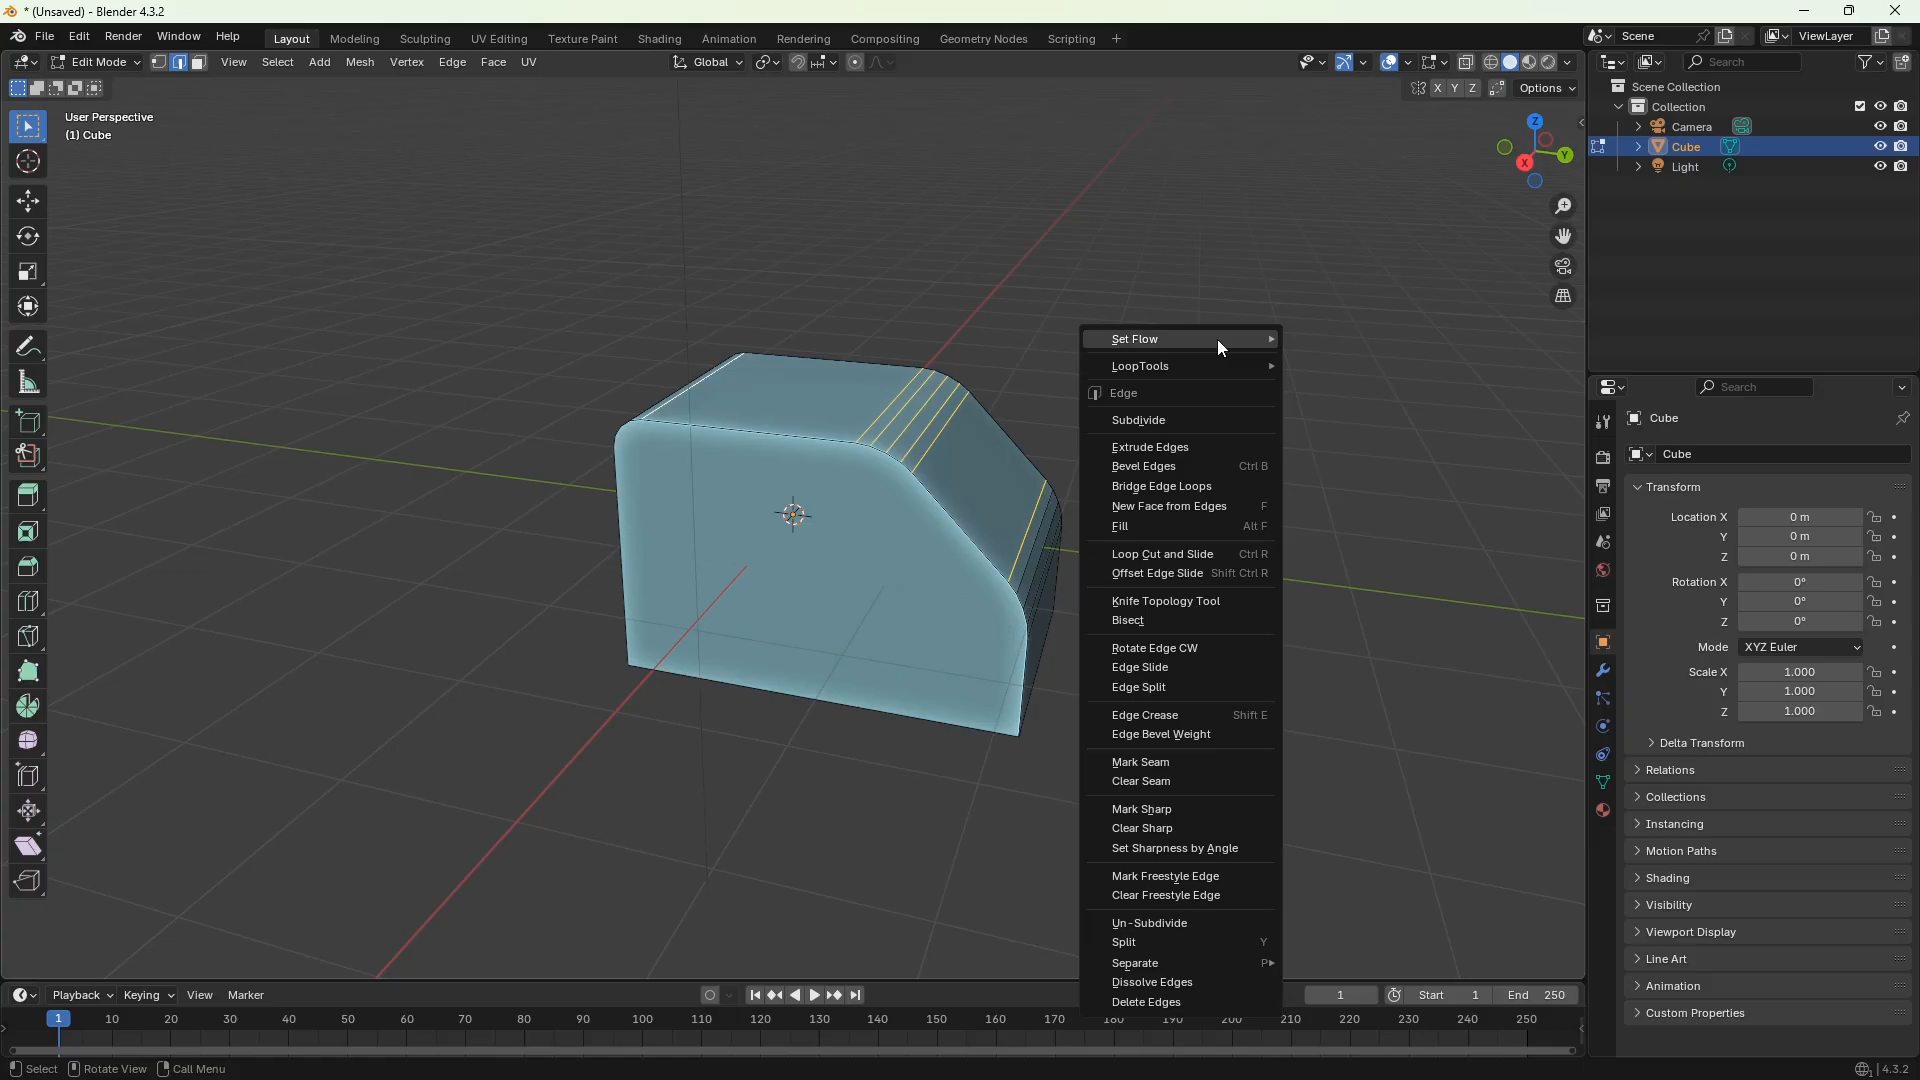 * (Unsaved) - Blender 4.3.2
File Edit Render Window Help Layout Modeling Sculpting UV Editing Texture Paint Shading Animation Rendering Compositing Geometry Nodes Scripting + Scene ViewLayer
Edit Mode View Select Add Mesh Vertex Edge Face UV Global Search
X Y Z Options
User Perspective
(1) Cube
Z
Y
X
Scene Collection
Collection
Camera
Cube
Light
Set Flow
LoopTools
Edge
Subdivide
Extrude Edges
Bevel Edges Ctrl B
Bridge Edge Loops
New Face from Edges F
Fill Alt F
Loop Cut and Slide Ctrl R
Offset Edge Slide Shift Ctrl R
Knife Topology Tool
Bisect
Rotate Edge CW
Edge Slide
Edge Split
Edge Crease Shift E
Edge Bevel Weight
Mark Seam
Clear Seam
Mark Sharp
Clear Sharp
Set Sharpness by Angle
Mark Freestyle Edge
Clear Freestyle Edge
Un-Subdivide
Split Y
Separate P
Dissolve Edges
Delete Edges
Search
Cube
Cube
Transform
Location X 0 m
Y 0 m
Z 0 m
Rotation X 0°
Y 0°
Z 0°
Mode XYZ Euler
Scale X 1.000
Y 1.000
Z 1.000
Delta Transform
Relations
Collections
Instancing
Motion Paths
Shading
Visibility
Viewport Display
Line Art
Animation
Custom Properties
Playback Keying View Marker 1 Start 1 End 250
1 10 20 30 40 50 60 70 80 90 100 110 120 130 140 150 160 170 180 190 200 210 220 230 240 250
Select Rotate View Call Menu 4.3.2